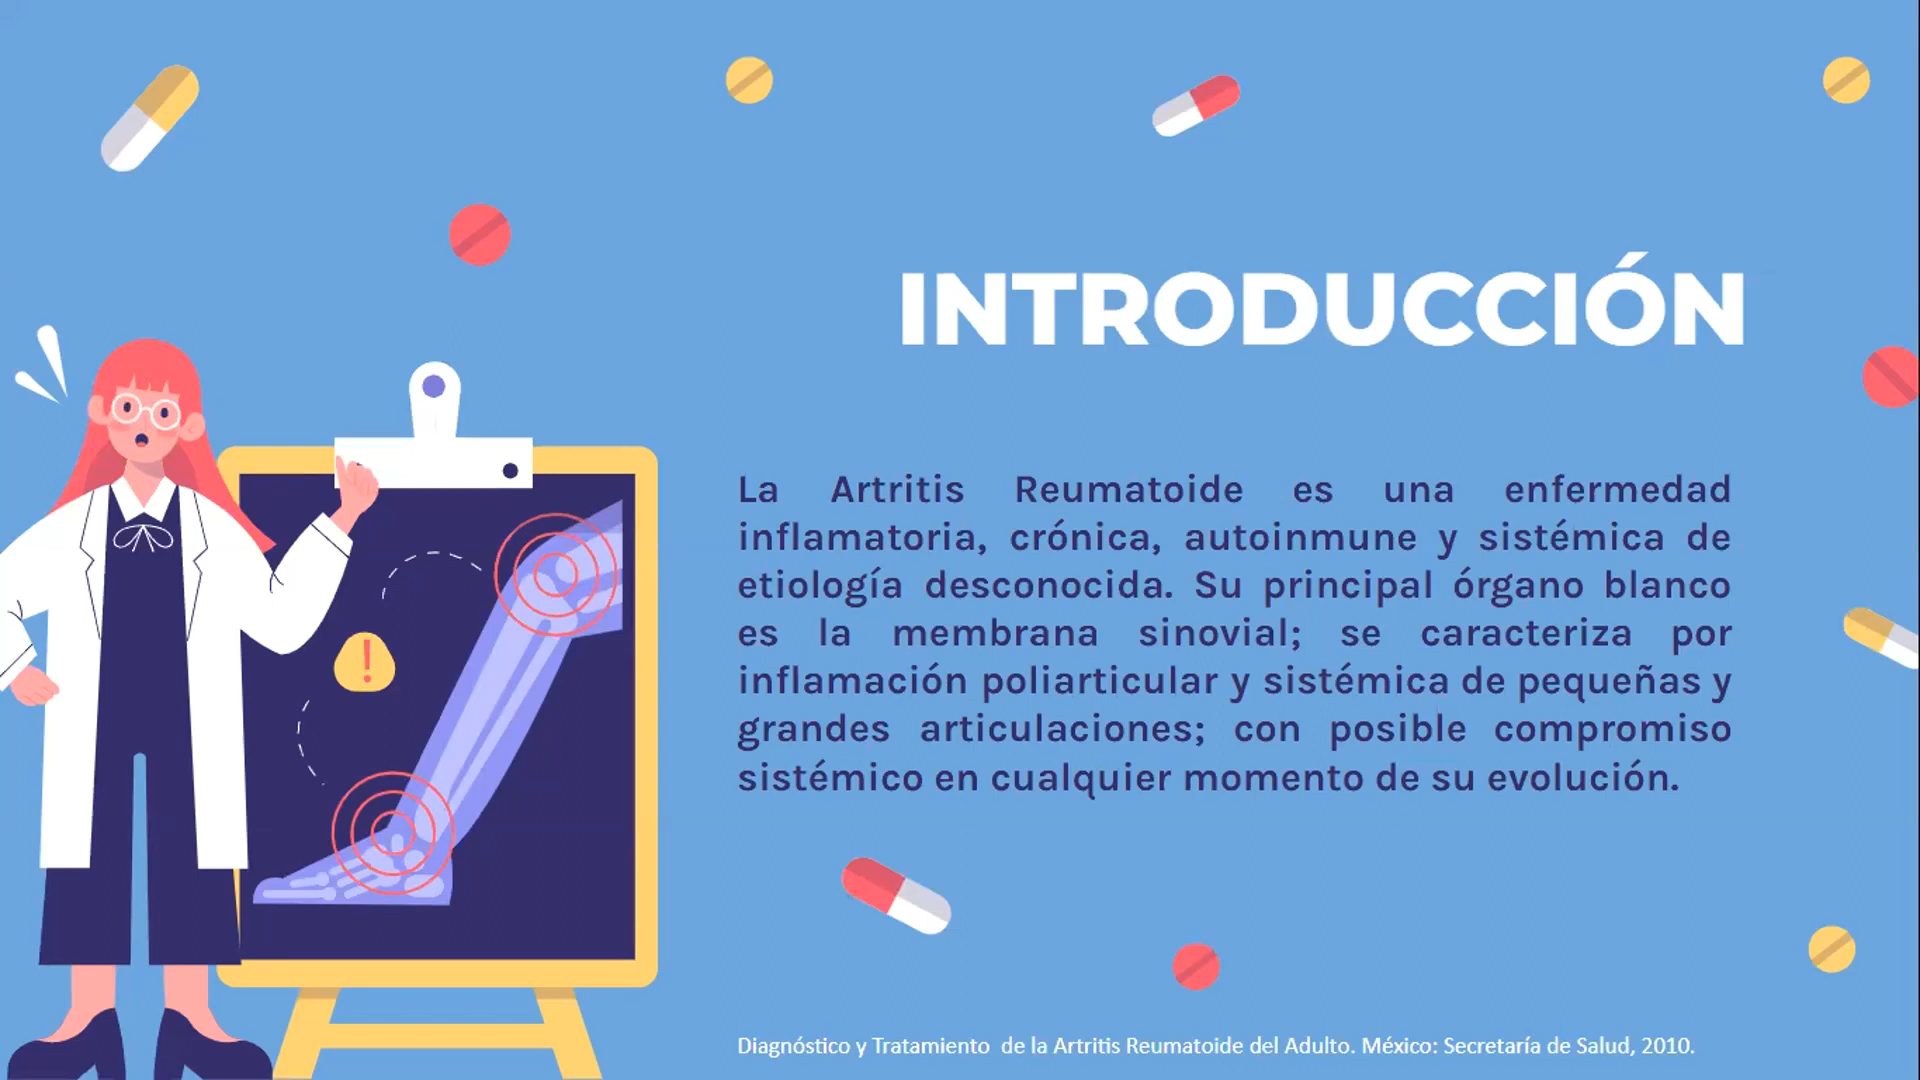 INTRODUCCIÓN
La Artritis Reumatoide es una enfermedad
inflamatoria, crónica, autoinmune y sistémica de
etiología desconocida. Su principal órgano blanco
es la membrana sinovial; se caracteriza por
inflamación poliarticular y sistémica de pequeñas y
grandes articulaciones; con posible compromiso
sistémico en cualquier momento de su evolución.
!
Diagnóstico y Tratamiento de la Artritis Reumatoide del Adulto. México: Secretaría de Salud, 2010.